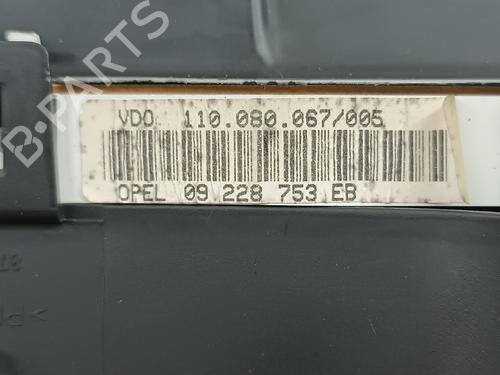 VDO 110.080.067/005
OPEL 09 228 753 EB
B-PARTS